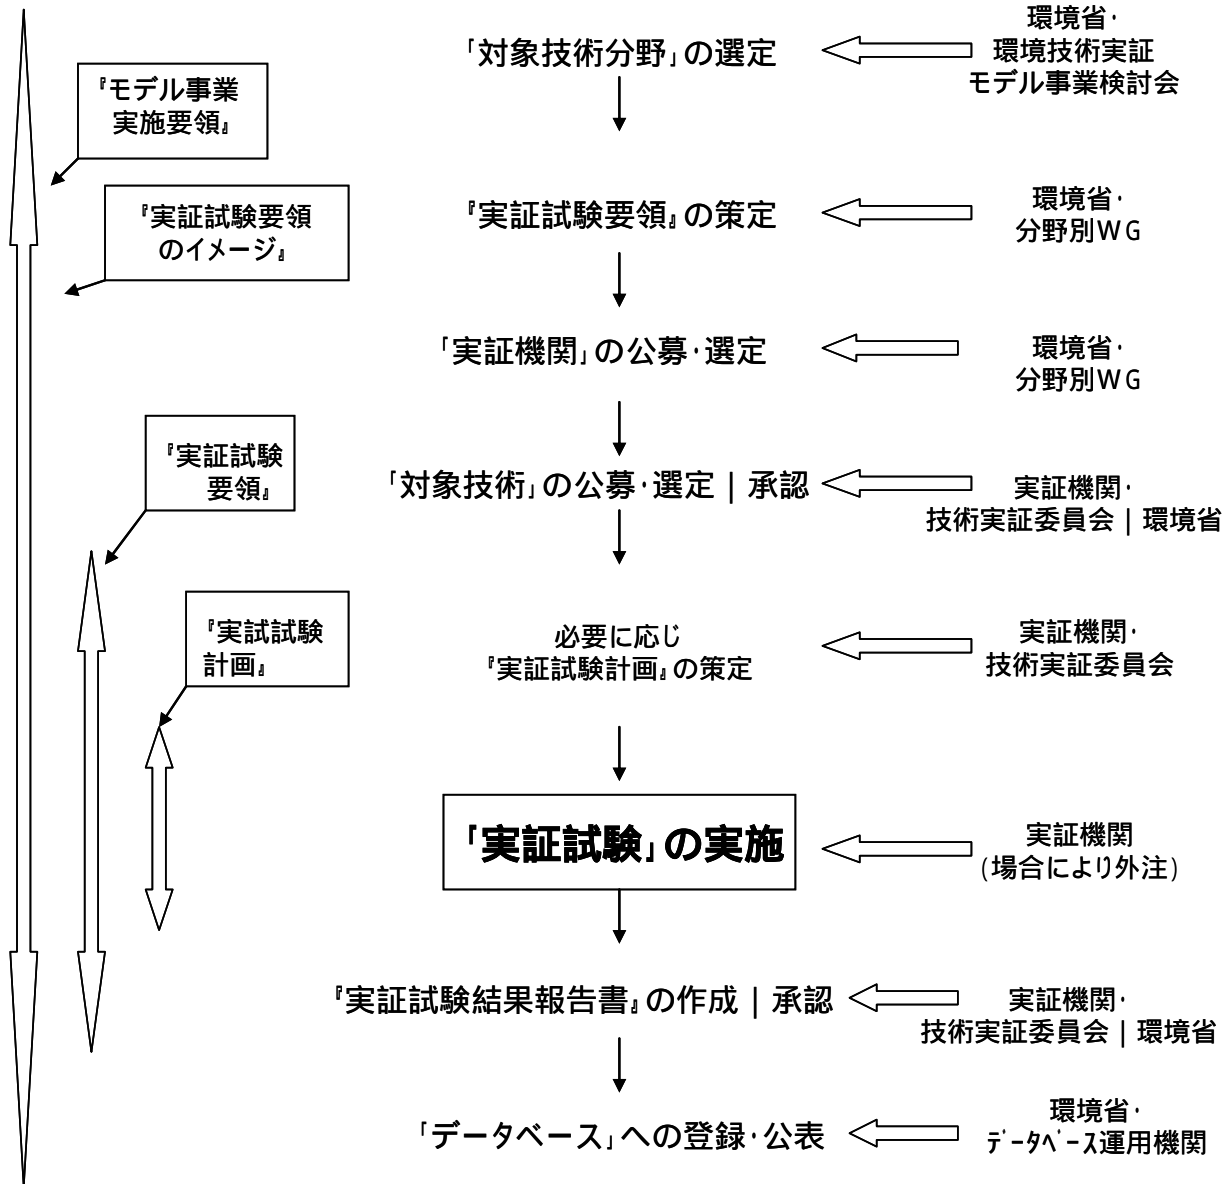 「対象技術分野」の選定
環境省・
環境技術実証
モデル事業検討会
『モデル事業
実施要領』
『実証試験要領
のイメージ』
『実証試験要領』の策定
環境省・
分野別WG
「実証機関」の公募・選定
環境省・
分野別WG
『実証試験
要領』
「対象技術」の公募・選定|承認
実証機関・
技術実証委員会|環境省
『実試試験
計画』
必要に応じ
『実証試験計画』の策定
実証機関・
技術実証委員会
「実証試験」の実施
実証機関
(場合により外注)
『実証試験結果報告書』の作成|承認
実証機関・
技術実証委員会|環境省
「データベース」への登録・公表
環境省・
データベース運用機関